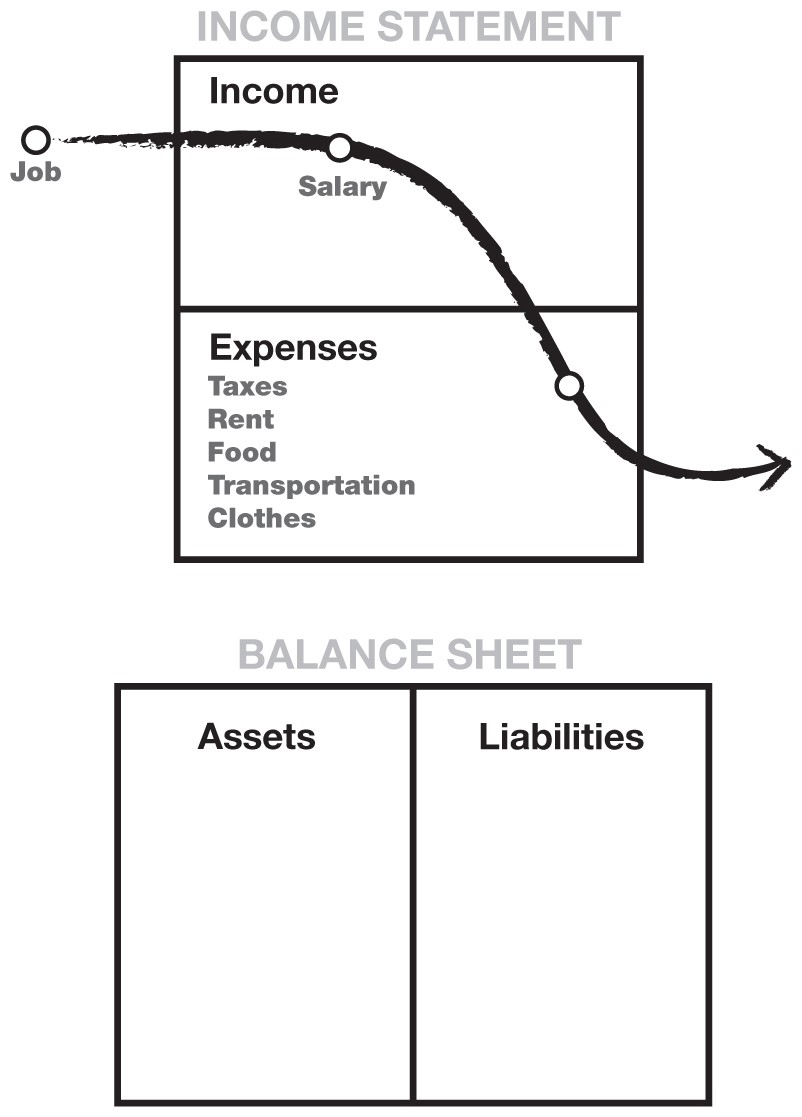 INCOME STATEMENT
Income
Job
Salary
Expenses
Taxes
Rent
Food
Transportation
Clothes
BALANCE SHEET
Assets
Liabilities